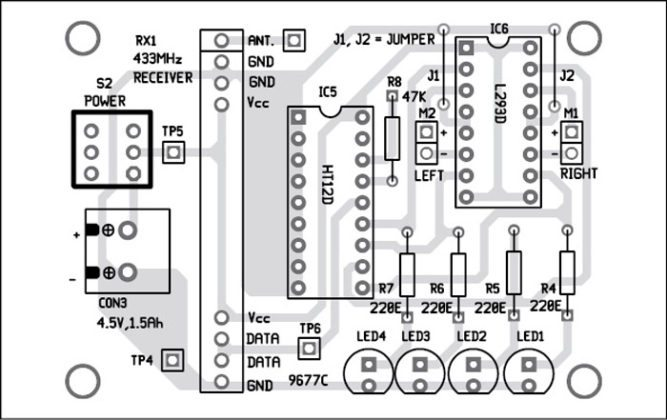 RX1
433MHz
RECEIVER
ANT.
GND
GND
Vcc
J1, J2 = JUMPER
IC6
S2
POWER
R8
47K
J1
J2
IC5
L293D
M2
M1
+
-
+
-
TP5
LEFT
RIGHT
HT12D
+
-
CON3
4.5V,1.5Ah
R7
220E
R6
220E
R5
220E
R4
220E
Vcc
DATA
DATA
GND
TP6
TP4
9677C
LED4
LED3
LED2
LED1